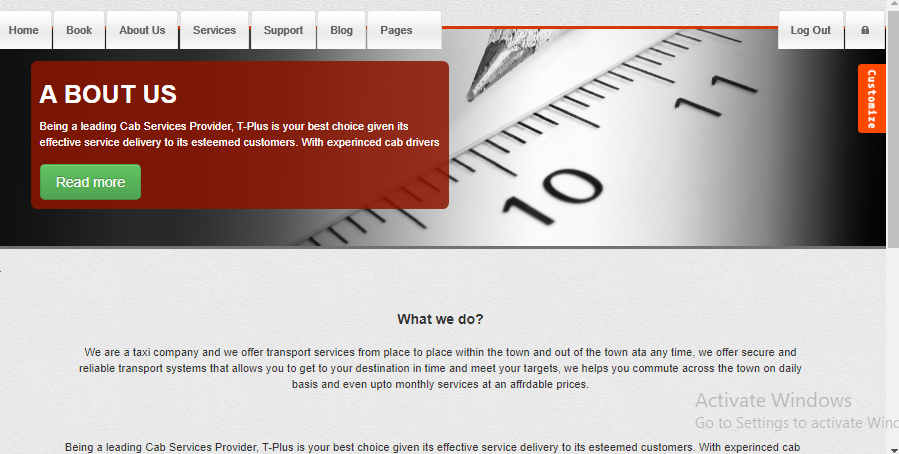 Home Book About Us Services Support Blog Pages Log Out
Customize
A BOUT US
Being a leading Cab Services Provider, T-Plus is your best choice given its
effective service delivery to its esteemed customers. With experinced cab drivers
Read more
11
10
What we do?
We are a taxi company and we offer transport services from place to place within the town and out of the town ata any time, we offer secure and
reliable transport systems that allows you to get to your destination in time and meet your targets, we helps you commute across the town on daily
basis and even upto monthly services at an affrdable prices.
Activate Windows
Go to Settings to activate Winc
Being a leading Cab Services Provider, T-Plus is your best choice given its effective service delivery to its esteemed customers. With experinced cab